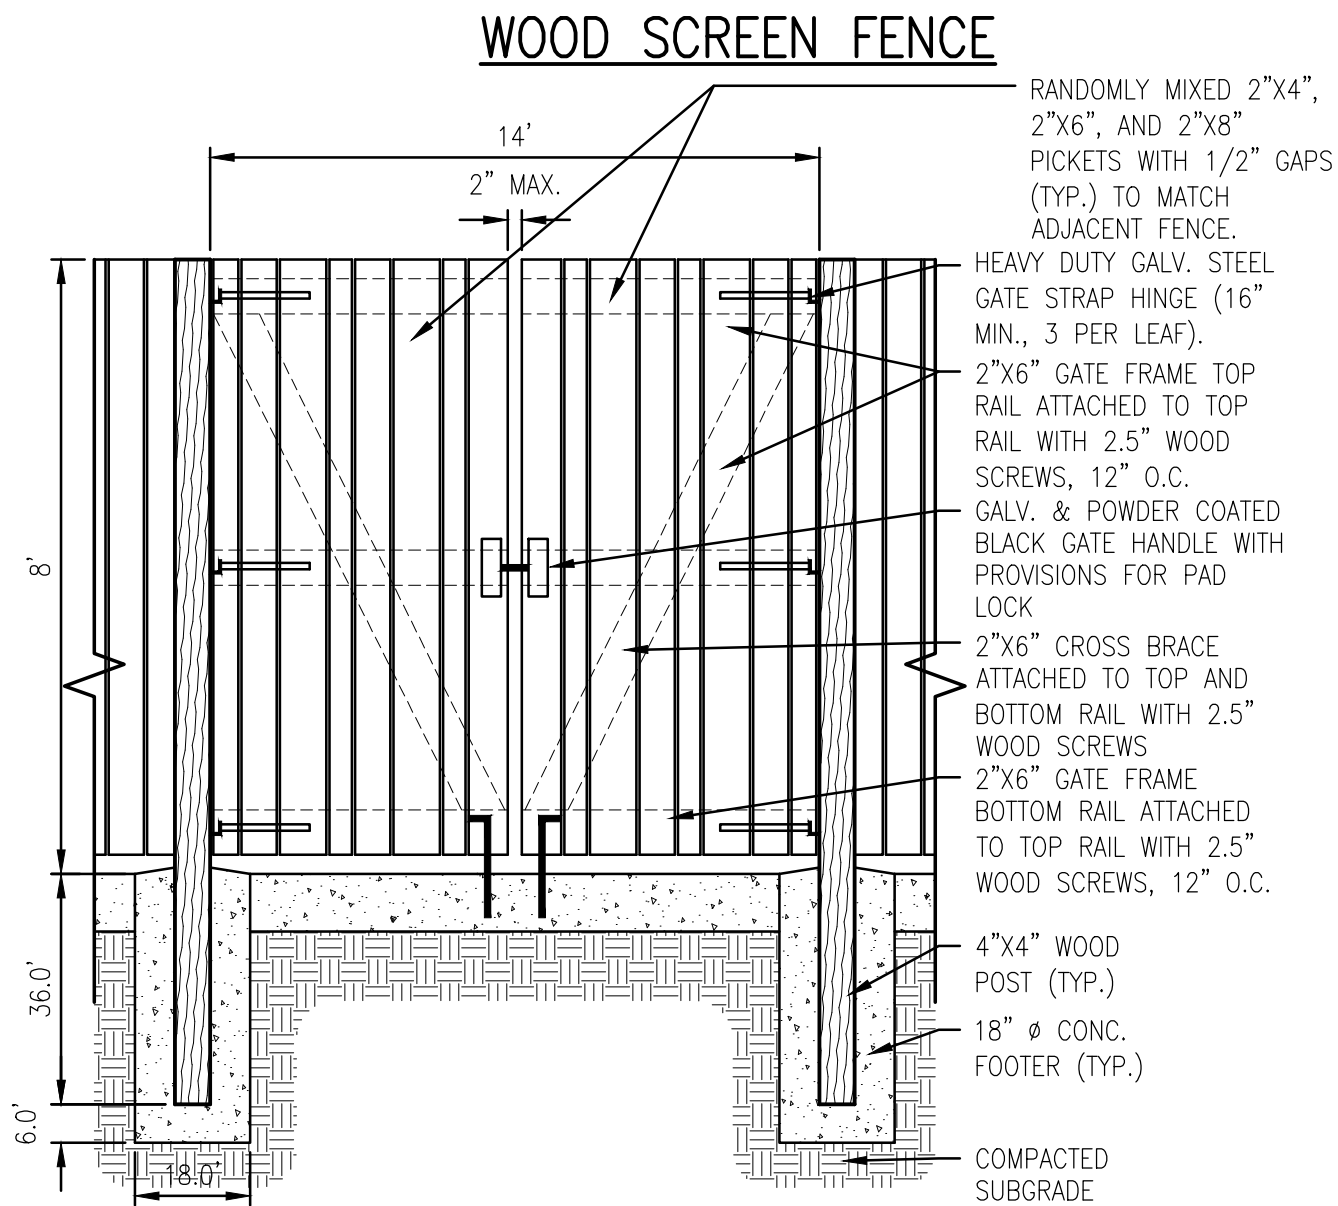 WOOD SCREEN FENCE
RANDOMLY MIXED 2"X4",
2"X6", AND 2"X8"
PICKETS WITH 1/2" GAPS
(TYP.) TO MATCH
ADJACENT FENCE.
14'
2" MAX.
HEAVY DUTY GALV. STEEL
GATE STRAP HINGE (16"
MIN., 3 PER LEAF).
2"X6" GATE FRAME TOP
RAIL ATTACHED TO TOP
RAIL WITH 2.5" WOOD
SCREWS, 12" O.C.
GALV. & POWDER COATED
BLACK GATE HANDLE WITH
PROVISIONS FOR PAD
LOCK
8'
2"X6" CROSS BRACE
ATTACHED TO TOP AND
BOTTOM RAIL WITH 2.5"
WOOD SCREWS
2"X6" GATE FRAME
BOTTOM RAIL ATTACHED
TO TOP RAIL WITH 2.5"
WOOD SCREWS, 12" O.C.
36.0'
4"X4" WOOD
POST (TYP.)
18" ø CONC.
FOOTER (TYP.)
6.0'
18.0'
COMPACTED
SUBGRADE